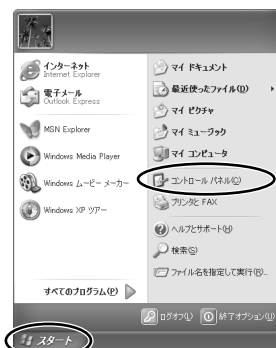 インターネット
Internet Explorer
電子メール
Outlook Express
MSN Explorer
Windows Media Player
Windows ムービー メーカー
Windows XP ツアー
すべてのプログラム(P)
マイ ドキュメント
最近使ったファイル(D)
マイ ピクチャ
マイ ミュージック
マイ コンピュータ
コントロール パネル(C)
プリンタと FAX
ヘルプとサポート(H)
検索(S)
ファイル名を指定して実行(R)...
ログオフ(L)
終了オプション(U)
スタート